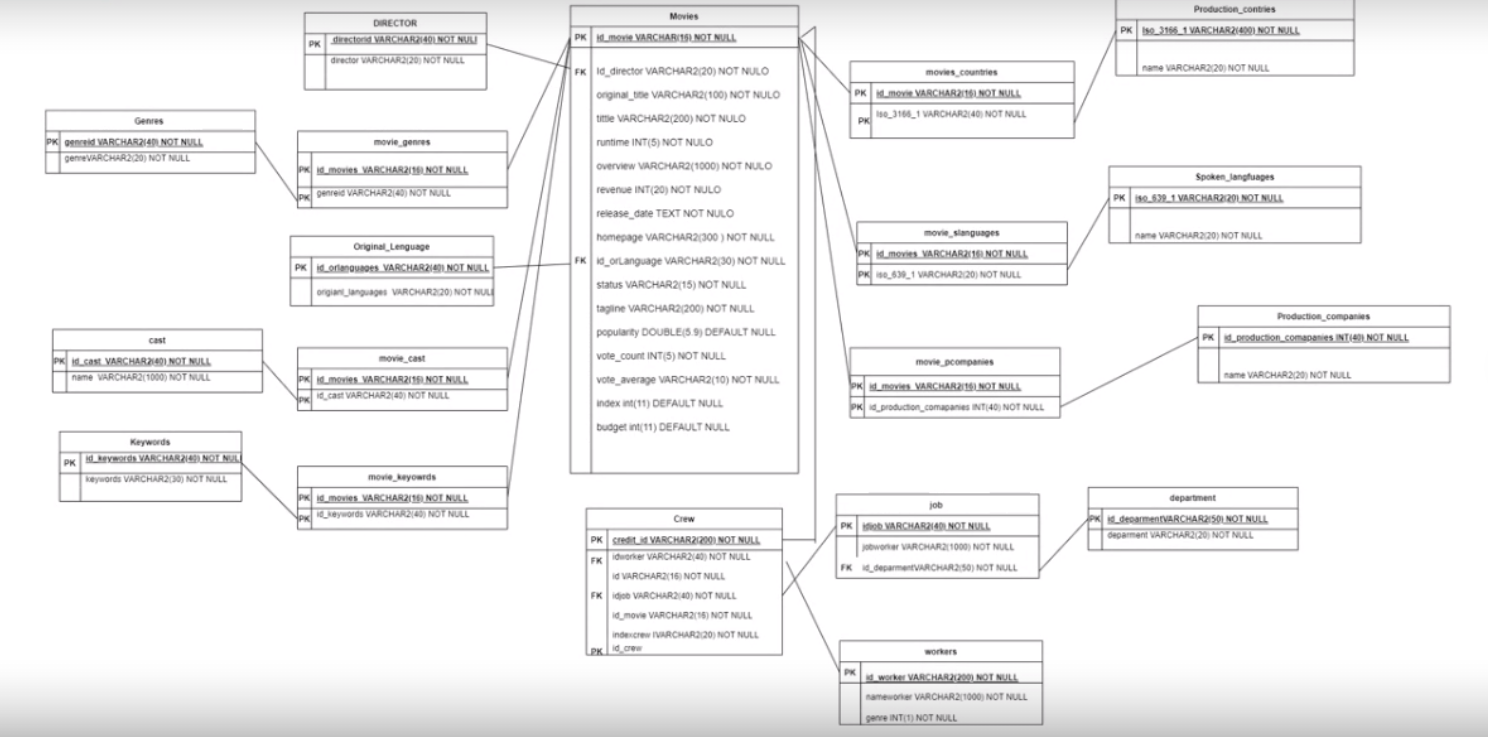 DIRECTOR
PK directorid VARCHAR2(40) NOT NULl
director VARCHAR2(20) NOT NULL
Genres
PK genreid VARCHAR2(40) NOT NULL
genreVARCHAR2(20) NOT NULL
movie_genres
PK id_movies VARCHAR2(16) NOT NULL
PK genreid VARCHAR2(40) NOT NULL
Original_Lenguage
PK id_orlanguages VARCHAR2(40) NOT NULL
origianl_languages VARCHAR2(20) NOT NULL
cast
PK id_cast VARCHAR2(40) NOT NULL
name VARCHAR2(1000) NOT NULL
movie_cast
PK id_movies VARCHAR2(16) NOT NULL
PK id_cast VARCHAR2(40) NOT NULL
Keywords
PK id_keywords VARCHAR2(40) NOT NULL
keywords VARCHAR2(30) NOT NULL
movie_keyowrds
PK id_movies VARCHAR2(16) NOT NULL
PK id_keywords VARCHAR2(40) NOT NULL
Movies
PK id_movie VARCHAR(16) NOT NULL
FK Id_director VARCHAR2(20) NOT NULO
original_title VARCHAR2(100) NOT NULO
tittle VARCHAR2(200) NOT NULO
runtime INT(5) NOT NULO
overview VARCHAR2(1000) NOT NULO
revenue INT(20) NOT NULO
release_date TEXT NOT NULO
homepage VARCHAR2(300 ) NOT NULL
FK id_orLanguage VARCHAR2(30) NOT NULL
status VARCHAR2(15) NOT NULL
tagline VARCHAR2(200) NOT NULL
popularity DOUBLE(5.9) DEFAULT NULL
vote_count INT(5) NOT NULL
vote_average VARCHAR2(10) NOT NULL
index int(11) DEFAULT NULL
budget int(11) DEFAULT NULL
Crew
PK credit_id VARCHAR2(200) NOT NULL
FK idworker VARCHAR2(40) NOT NULL
id VARCHAR2(16) NOT NULL
FK idjob VARCHAR2(40) NOT NULL
id_movie VARCHAR2(16) NOT NULL
indexcrew IVARCHAR2(20) NOT NULL
PK id_crew
Production_contries
PK Iso_3166_1 VARCHAR2(400) NOT NULL
name VARCHAR2(20) NOT NULL
movies_countries
PK id_movie VARCHAR2(16) NOT NULL
PK Iso_3166_1 VARCHAR2(40) NOT NULL
Spoken_langfuages
PK iso_639_1 VARCHAR2(20) NOT NULL
name VARCHAR2(20) NOT NULL
movie_slanguages
PK id_movies VARCHAR2(16) NOT NULL
PK iso_639_1 VARCHAR2(20) NOT NULL
Production_companies
PK id_production_comapanies INT(40) NOT NULL
name VARCHAR2(20) NOT NULL
movie_pcompanies
PK id_movies VARCHAR2(16) NOT NULL
PK id_production_comapanies INT(40) NOT NULL
job
PK idjob VARCHAR2(40) NOT NULL
jobworker VARCHAR2(1000) NOT NULL
FK id_deparmentVARCHAR2(50) NOT NULL
department
PK id_deparmentVARCHAR2(50) NOT NULL
deparment VARCHAR2(20) NOT NULL
workers
PK id_worker VARCHAR2(200) NOT NULL
nameworker VARCHAR2(1000) NOT NULL
genre INT(1) NOT NULL